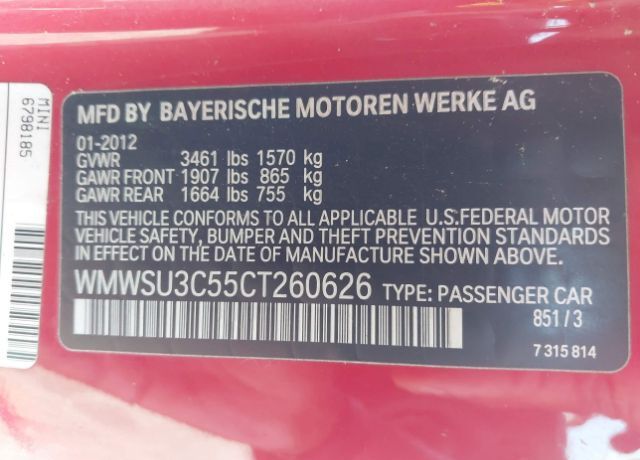 MINI
6798185
MFD BY BAYERISCHE MOTOREN WERKE AG
01-2012
GVWR 3461 lbs 1570 kg
GAWR FRONT 1907 lbs 865 kg
GAWR REAR 1664 lbs 755 kg
THIS VEHICLE CONFORMS TO ALL APPLICABLE U.S.FEDERAL MOTOR
VEHICLE SAFETY, BUMPER AND THEFT PREVENTION STANDARDS
IN EFFECT ON THE DATE OF MANUFACTURE SHOWN ABOVE.
WMWSU3C55CT260626 TYPE: PASSENGER CAR
851 / 3
7 315 814